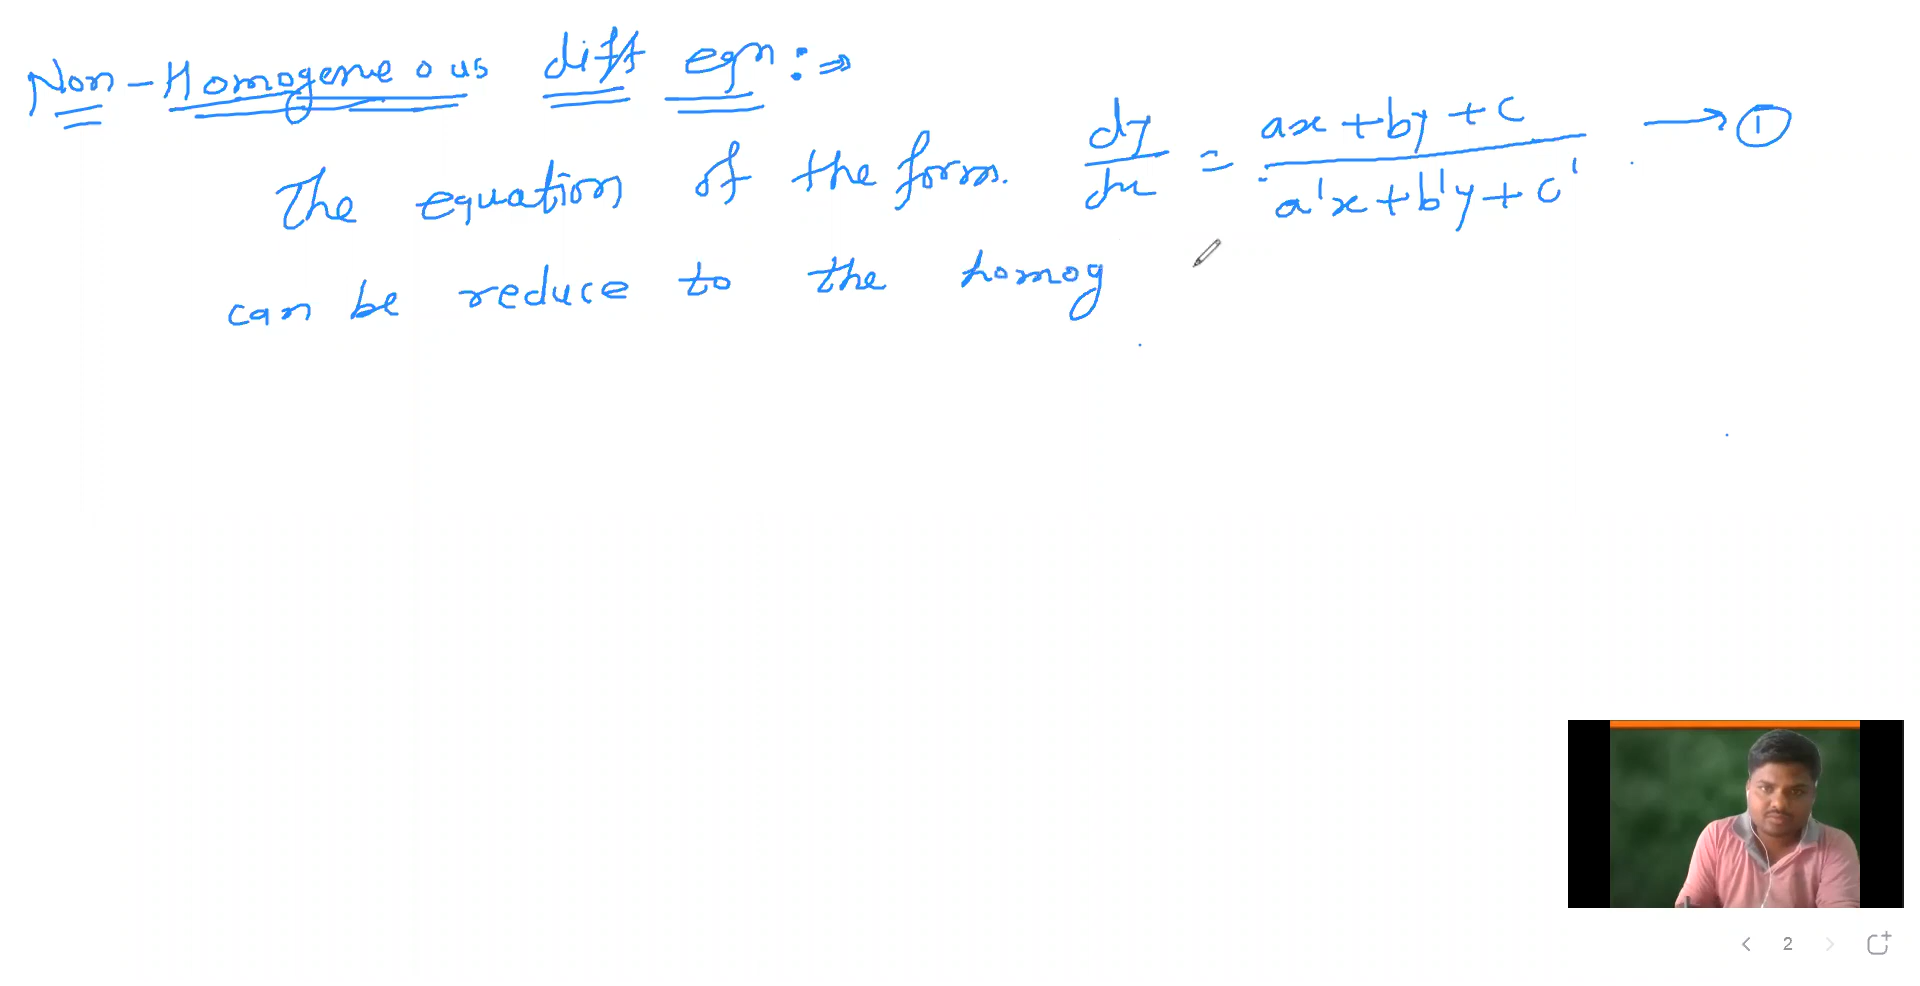 Non-Homogeneous diff eqn:⇒
The equation of the form. dy/dx = ax+by+c / a'x+b'y+c' → ①
can be reduce to the homog
2